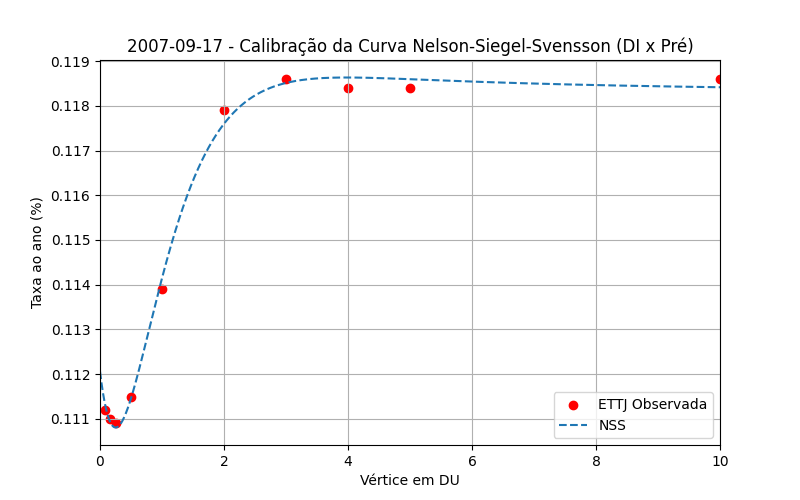 2007-09-17 - Calibração da Curva Nelson-Siegel-Svensson (DI x Pré)
Taxa ao ano (%)
0.119
0.118
0.117
0.116
0.115
0.114
0.113
0.112
0.111
ETTJ Observada
NSS
0 2 4 6 8 10
Vértice em DU